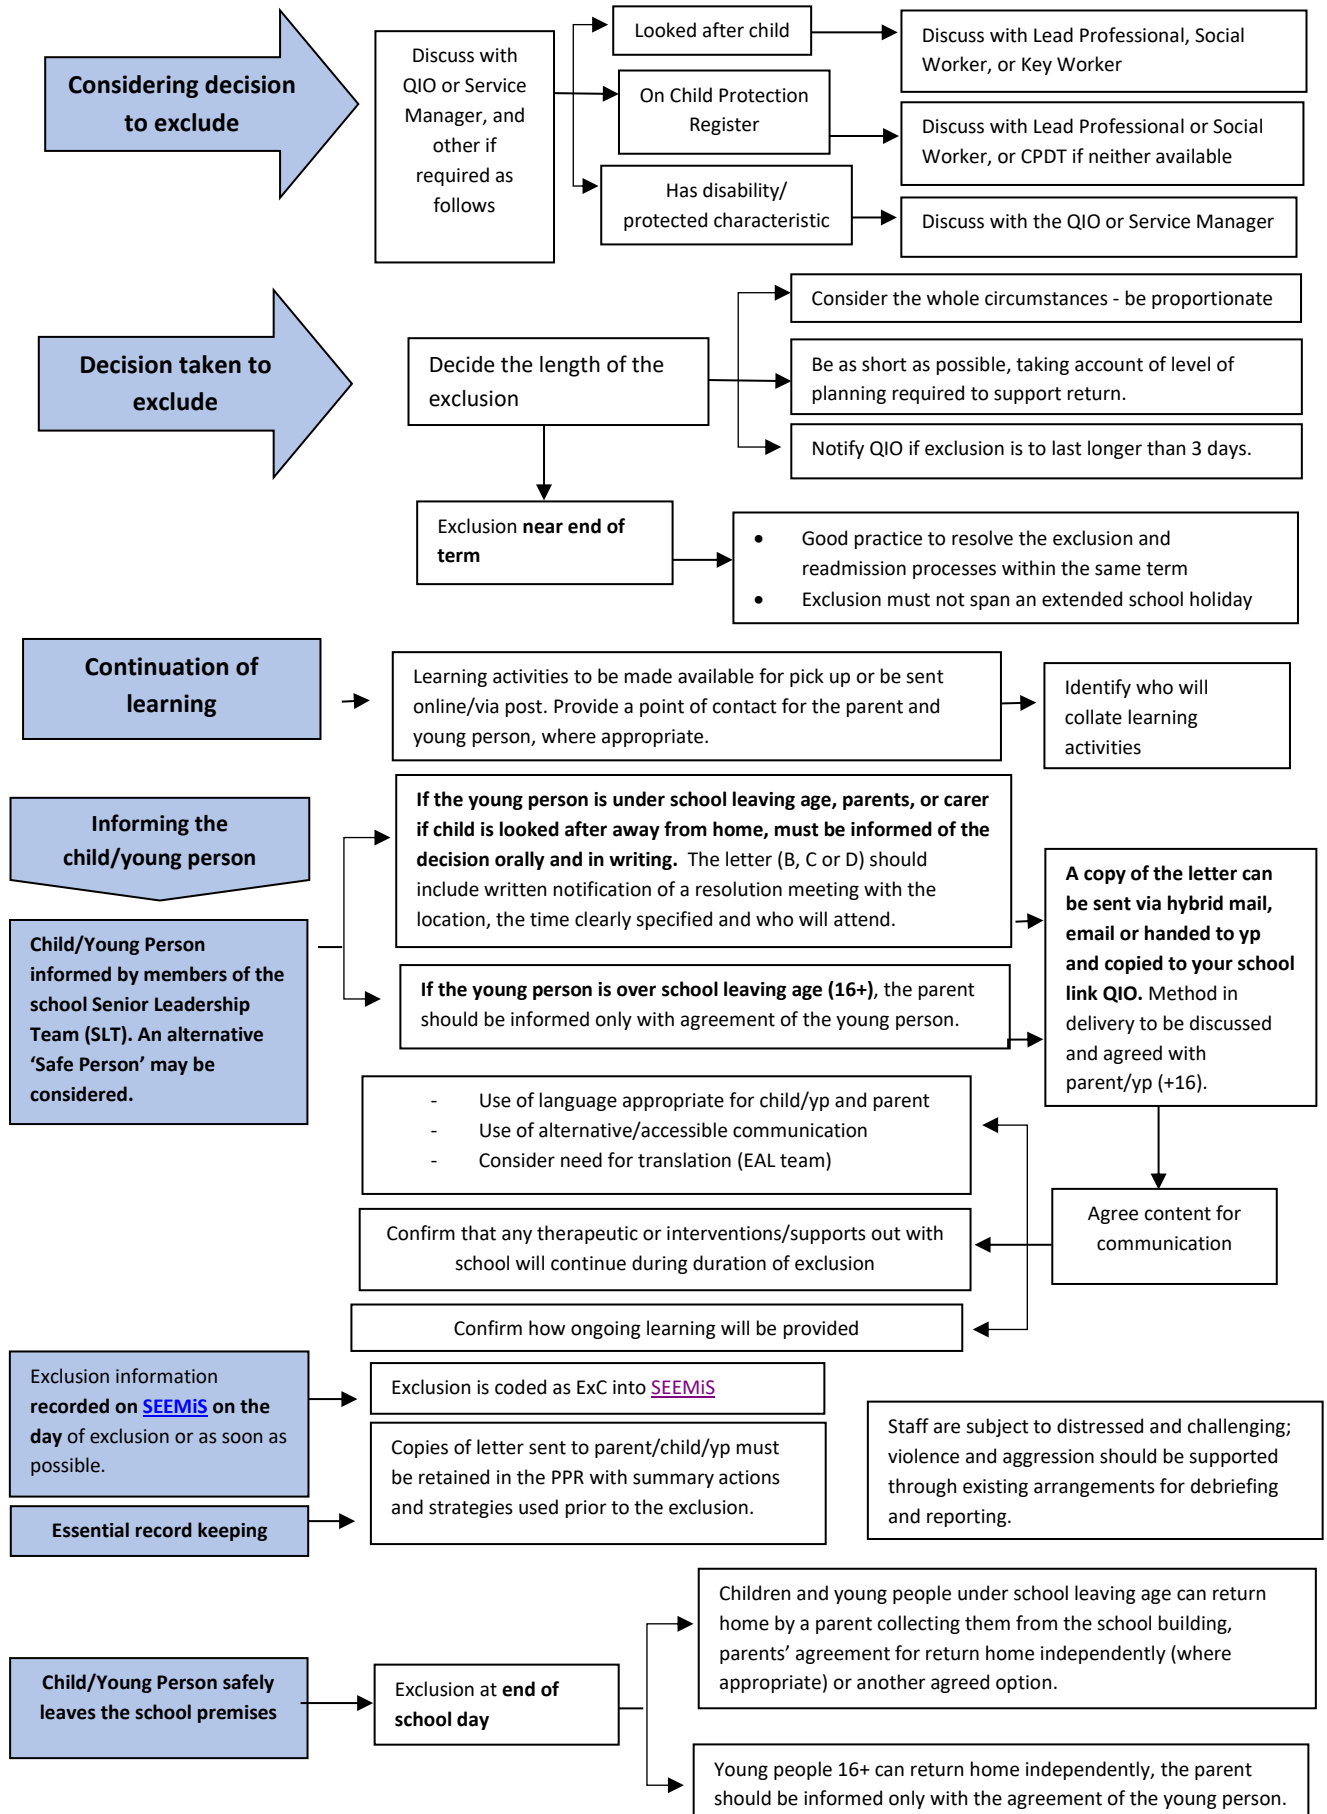 Considering decision
to exclude
Discuss with
QIO or Service
Manager, and
other if
required as
follows
Looked after child
Discuss with Lead Professional, Social
Worker, or Key Worker
On Child Protection
Register
Discuss with Lead Professional or Social
Worker, or CPDT if neither available
Has disability/
protected characteristic
Discuss with the QIO or Service Manager
Decision taken to
exclude
Decide the length of the
exclusion
Consider the whole circumstances - be proportionate
Be as short as possible, taking account of level of
planning required to support return.
Notify QIO if exclusion is to last longer than 3 days.
Exclusion near end of
term
• Good practice to resolve the exclusion and
readmission processes within the same term
• Exclusion must not span an extended school holiday
Continuation of
learning
Learning activities to be made available for pick up or be sent
online/via post. Provide a point of contact for the parent and
young person, where appropriate.
Identify who will
collate learning
activities
Informing the
child/young person
Child/Young Person
informed by members of the
school Senior Leadership
Team (SLT). An alternative
‘Safe Person’ may be
considered.
If the young person is under school leaving age, parents, or carer
if child is looked after away from home, must be informed of the
decision orally and in writing. The letter (B, C or D) should
include written notification of a resolution meeting with the
location, the time clearly specified and who will attend.
If the young person is over school leaving age (16+), the parent
should be informed only with agreement of the young person.
A copy of the letter can
be sent via hybrid mail,
email or handed to yp
and copied to your school
link QIO. Method in
delivery to be discussed
and agreed with
parent/yp (+16).
- Use of language appropriate for child/yp and parent
- Use of alternative/accessible communication
- Consider need for translation (EAL team)
Agree content for
communication
Confirm that any therapeutic or interventions/supports out with
school will continue during duration of exclusion
Confirm how ongoing learning will be provided
Exclusion information
recorded on SEEMiS on the
day of exclusion or as soon as
possible.
Exclusion is coded as ExC into SEEMiS
Essential record keeping
Copies of letter sent to parent/child/yp must
be retained in the PPR with summary actions
and strategies used prior to the exclusion.
Staff are subject to distressed and challenging;
violence and aggression should be supported
through existing arrangements for debriefing
and reporting.
Child/Young Person safely
leaves the school premises
Exclusion at end of
school day
Children and young people under school leaving age can return
home by a parent collecting them from the school building,
parents’ agreement for return home independently (where
appropriate) or another agreed option.
Young people 16+ can return home independently, the parent
should be informed only with the agreement of the young person.